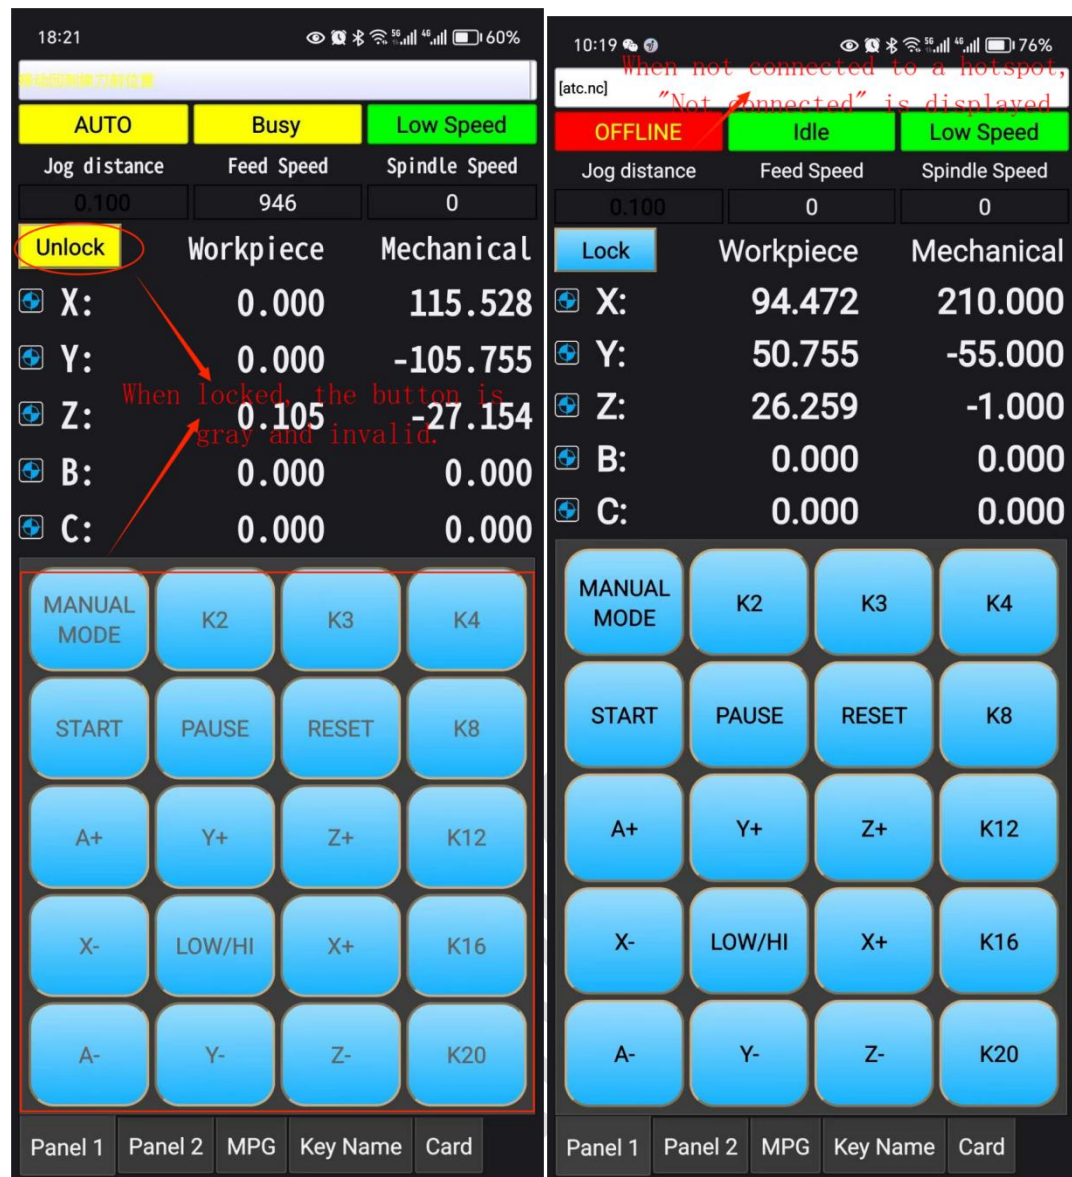 18:21
5G 4G 60%
AUTO Busy Low Speed
Jog distance Feed Speed Spindle Speed
0.100 946 0
Unlock Workpiece Mechanical
X: 0.000 115.528
Y: 0.000 -105.755
Z: 0.105 -27.154
B: 0.000 0.000
C: 0.000 0.000
When locked, the button is
gray and invalid.
MANUAL
MODE
K2 K3 K4
START PAUSE RESET K8
A+ Y+ Z+ K12
X- LOW/HI X+ K16
A- Y- Z- K20
Panel 1 Panel 2 MPG Key Name Card
10:19
5G 4G 76%
When not connected to a hotspot,
"Not connected" is displayed
[atc.nc]
OFFLINE Idle Low Speed
Jog distance Feed Speed Spindle Speed
0.100 0 0
Lock Workpiece Mechanical
X: 94.472 210.000
Y: 50.755 -55.000
Z: 26.259 -1.000
B: 0.000 0.000
C: 0.000 0.000
MANUAL
MODE
K2 K3 K4
START PAUSE RESET K8
A+ Y+ Z+ K12
X- LOW/HI X+ K16
A- Y- Z- K20
Panel 1 Panel 2 MPG Key Name Card